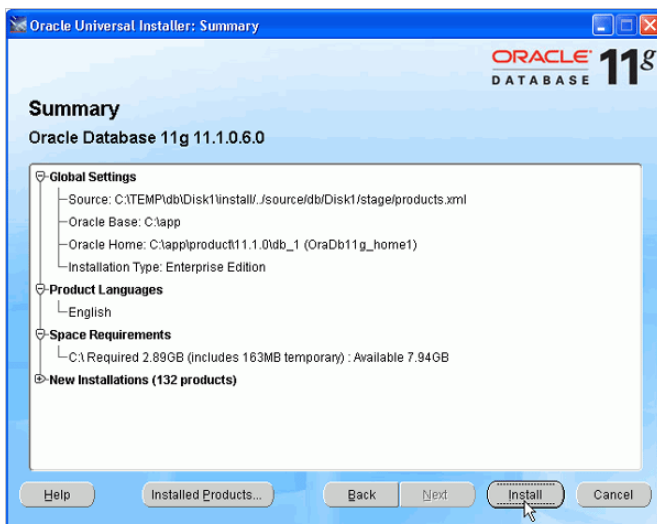 Oracle Universal Installer: Summary
ORACLE
DATABASE 11g
Summary
Oracle Database 11g 11.1.0.6.0
Global Settings
Source: C:\TEMP\db\Disk1\install/../source/db/Disk1/stage/products.xml
Oracle Base: C:\app
Oracle Home: C:\app\product\11.1.0\db_1 (OraDb11g_home1)
Installation Type: Enterprise Edition
Product Languages
English
Space Requirements
C:\ Required 2.89GB (includes 163MB temporary) : Available 7.94GB
New Installations (132 products)
Help Installed Products... Back Next Install Cancel